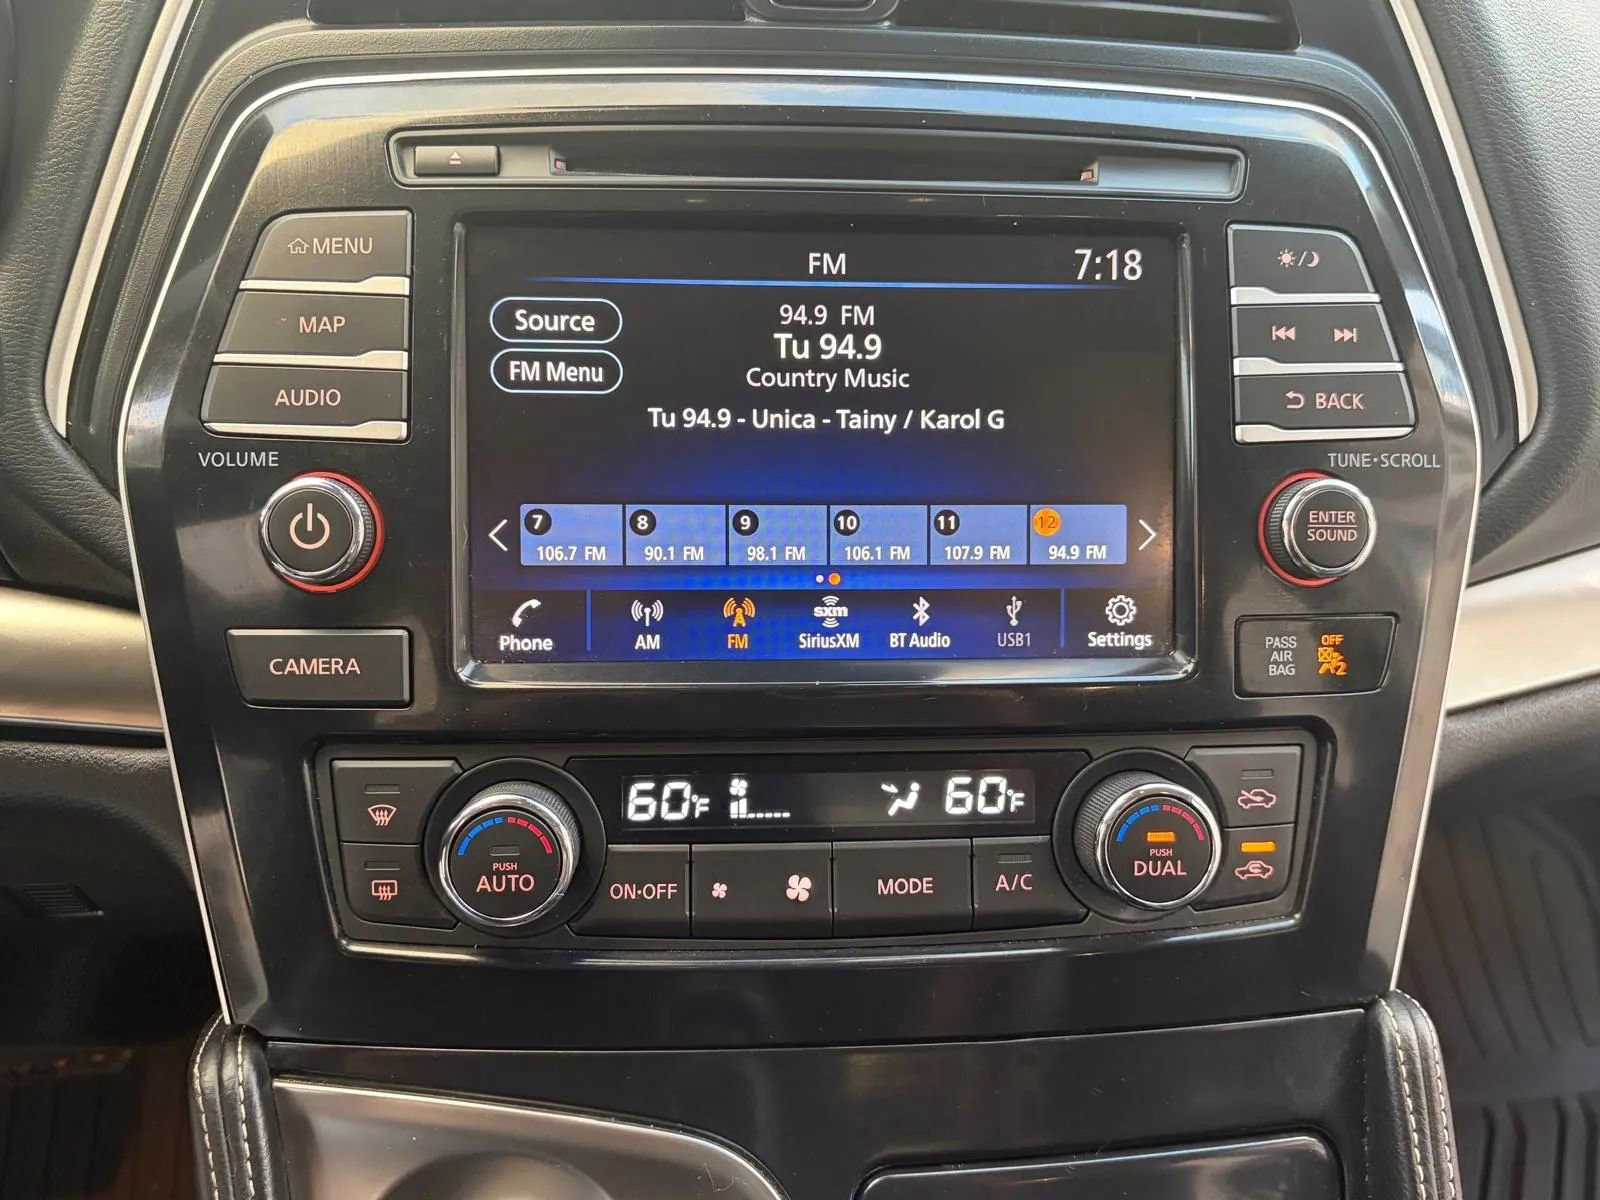 MENU
MAP
AUDIO
VOLUME
CAMERA
FM
7:18
Source
FM Menu
94.9 FM
Tu 94.9
Country Music
Tu 94.9 - Unica - Tainy / Karol G
7 8 9 10 11 12
106.7 FM 90.1 FM 98.1 FM 106.1 FM 107.9 FM 94.9 FM
Phone AM FM SiriusXM BT Audio USB1 Settings
sxm
BACK
TUNE•SCROLL
ENTER
SOUND
PASS
AIR
BAG
OFF
2
60°F 60°F
PUSH
AUTO
ON•OFF
MODE
A/C
PUSH
DUAL